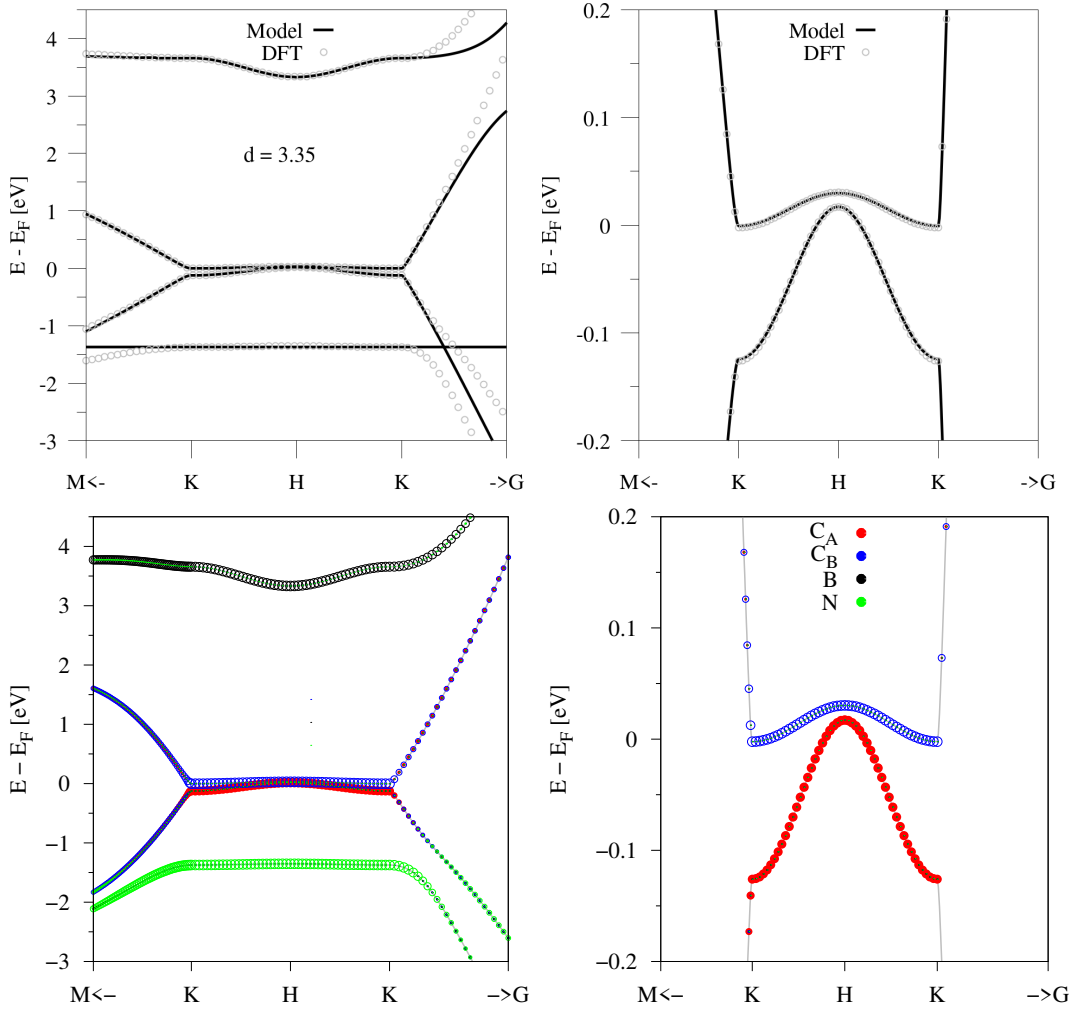 Model
DFT
d = 3.35
E - E_F [eV]
4
3
2
1
0
-1
-2
-3
M<-
K
H
K
->G
Model
DFT
E - E_F [eV]
0.2
0.1
0
-0.1
-0.2
M<-
K
H
K
->G
E − E_F [eV]
4
3
2
1
0
−1
−2
−3
M<−
K
H
K
−>G
C_A
C_B
B
N
E − E_F [eV]
0.2
0.1
0
−0.1
−0.2
M<−
K
H
K
−>G